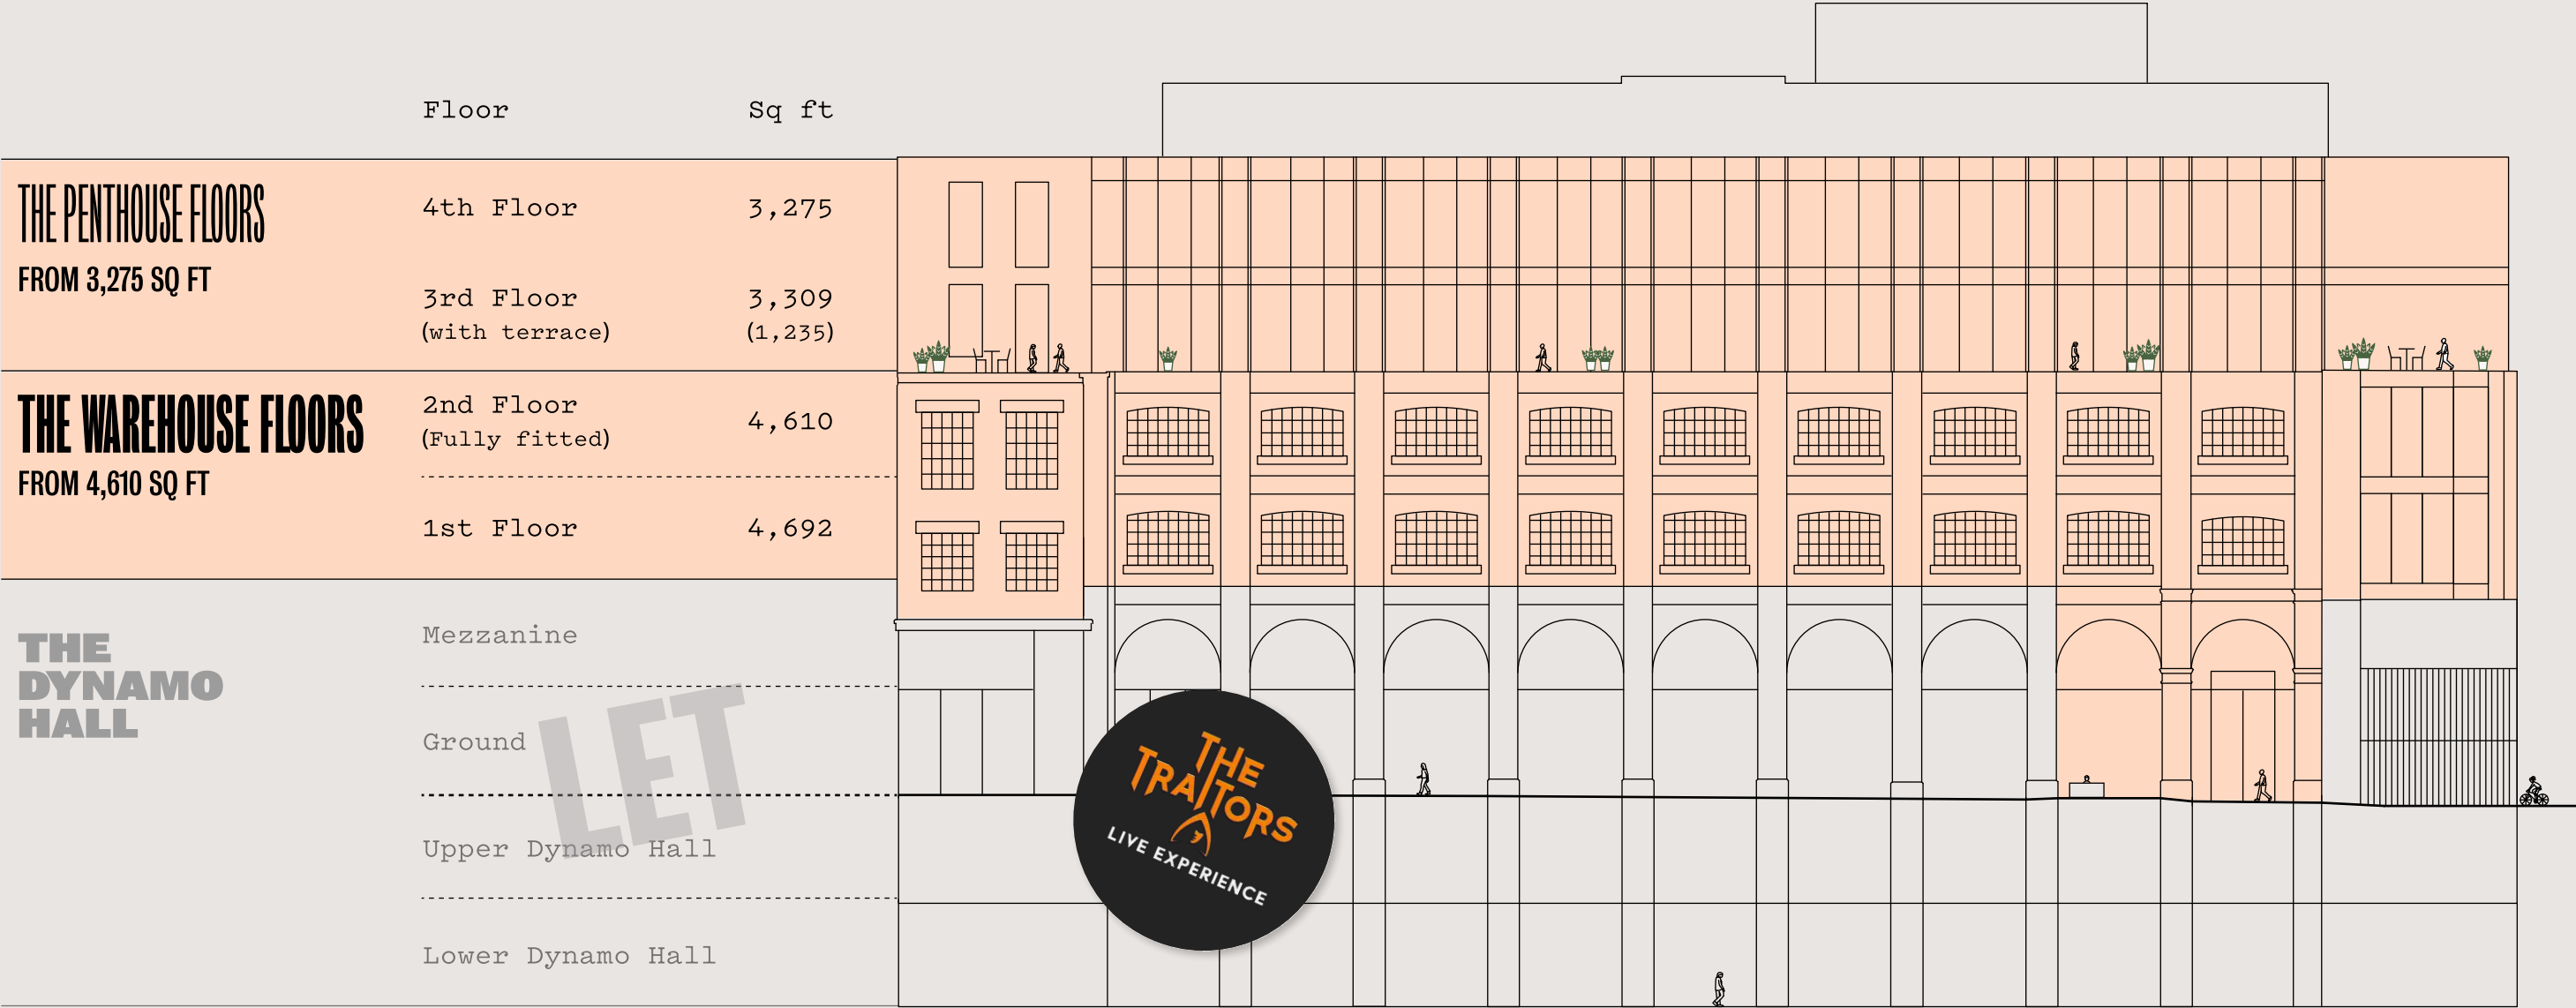 Floor Sq ft
THE PENTHOUSE FLOORS
FROM 3,275 SQ FT
4th Floor 3,275
3rd Floor 3,309
(with terrace) (1,235)
THE WAREHOUSE FLOORS
FROM 4,610 SQ FT
2nd Floor
(Fully fitted)
4,610
1st Floor 4,692
THE
DYNAMO
HALL
Mezzanine
Ground
Upper Dynamo Hall
Lower Dynamo Hall
LET
THE
TRAITORS
LIVE EXPERIENCE